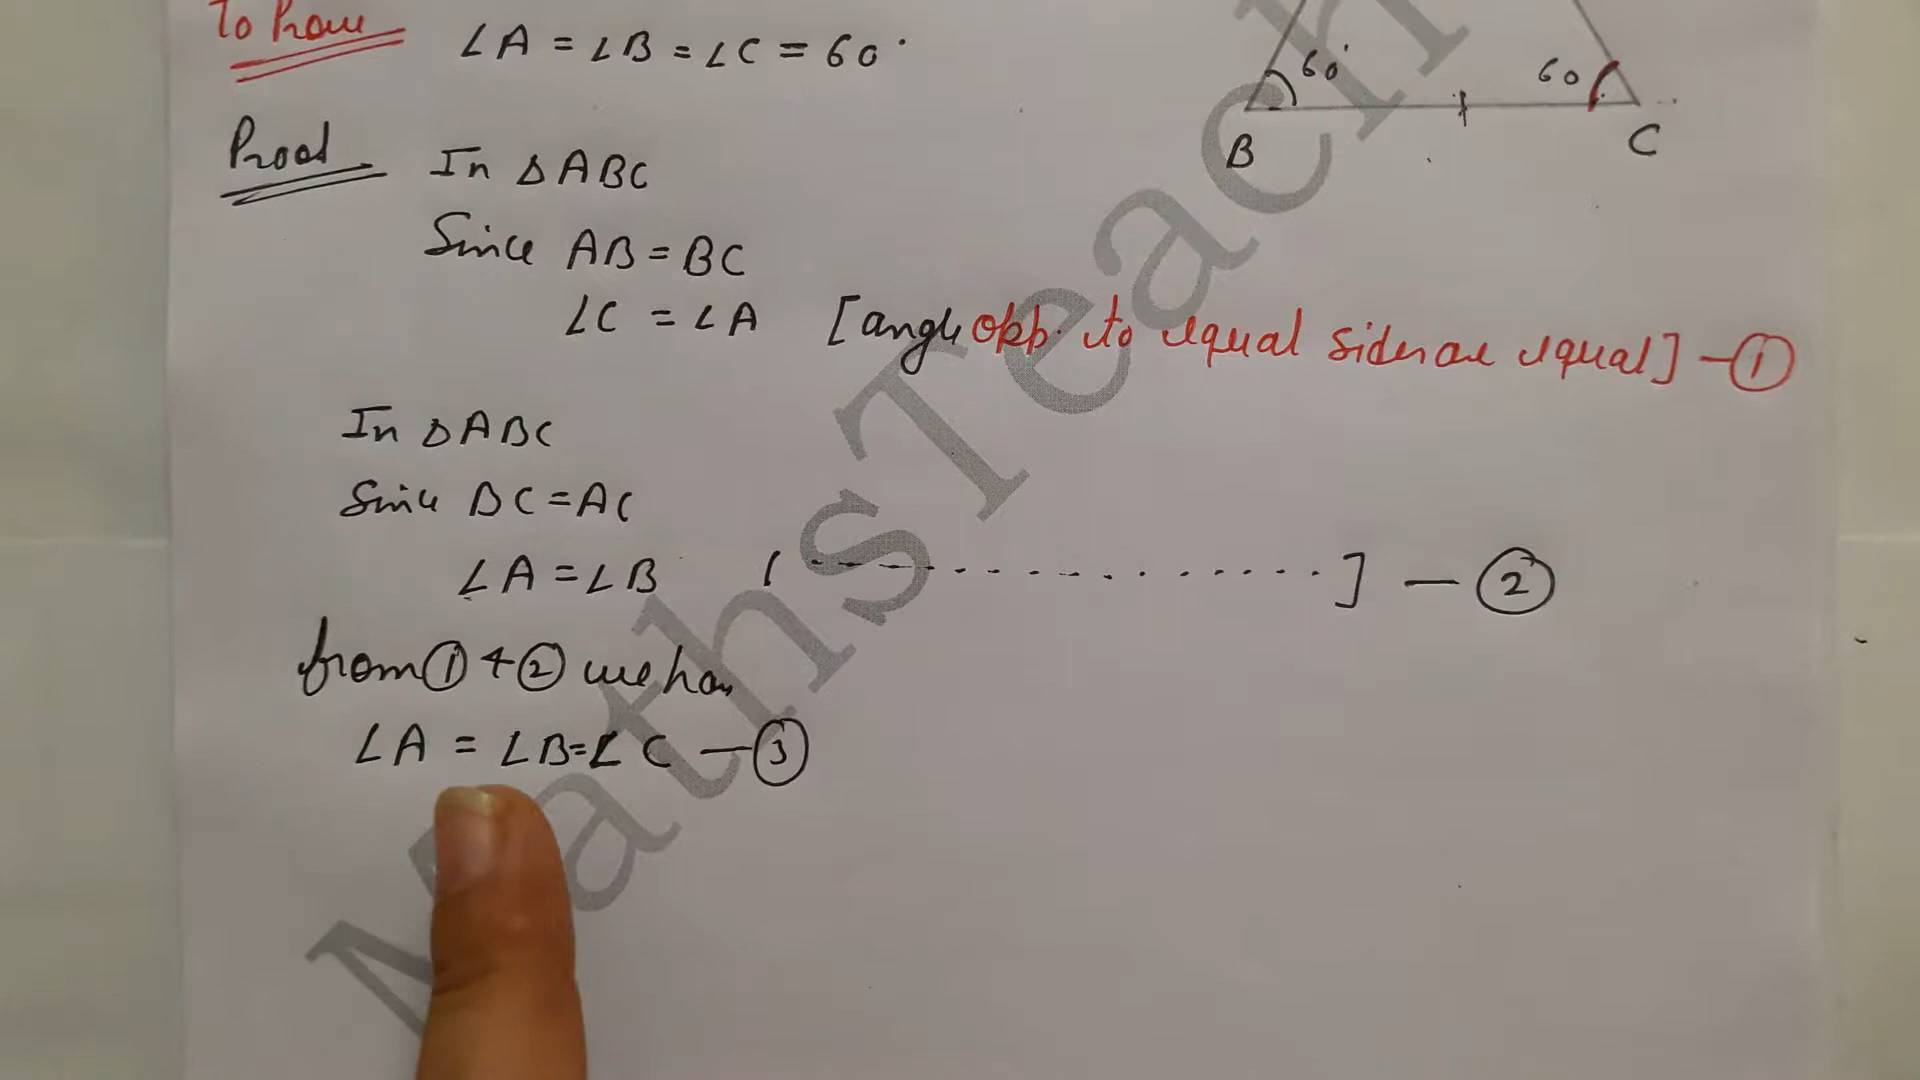 To Prove ∠A = ∠B = ∠C = 60°
60°
60
B
C
Proof In △ABC
Since AB = BC
∠C = ∠A [angle opp. to equal sides are equal] — ①
In △ABC
Since BC = AC
∠A = ∠B [ - - - - - - - - - - - - - ] — ②
from ① + ② we have
∠A = ∠B = ∠C — ③
MathsTeach